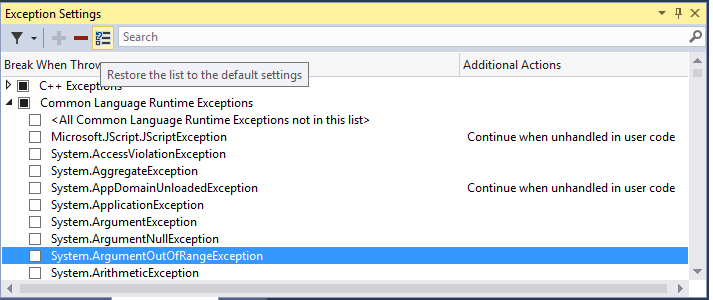 Exception Settings
Search
Break When Throw
Additional Actions
Restore the list to the default settings
C++ Exceptions
Common Language Runtime Exceptions
<All Common Language Runtime Exceptions not in this list>
Microsoft.JScript.JScriptException Continue when unhandled in user code
System.AccessViolationException
System.AggregateException
System.AppDomainUnloadedException Continue when unhandled in user code
System.ApplicationException
System.ArgumentException
System.ArgumentNullException
System.ArgumentOutOfRangeException
System.ArithmeticException